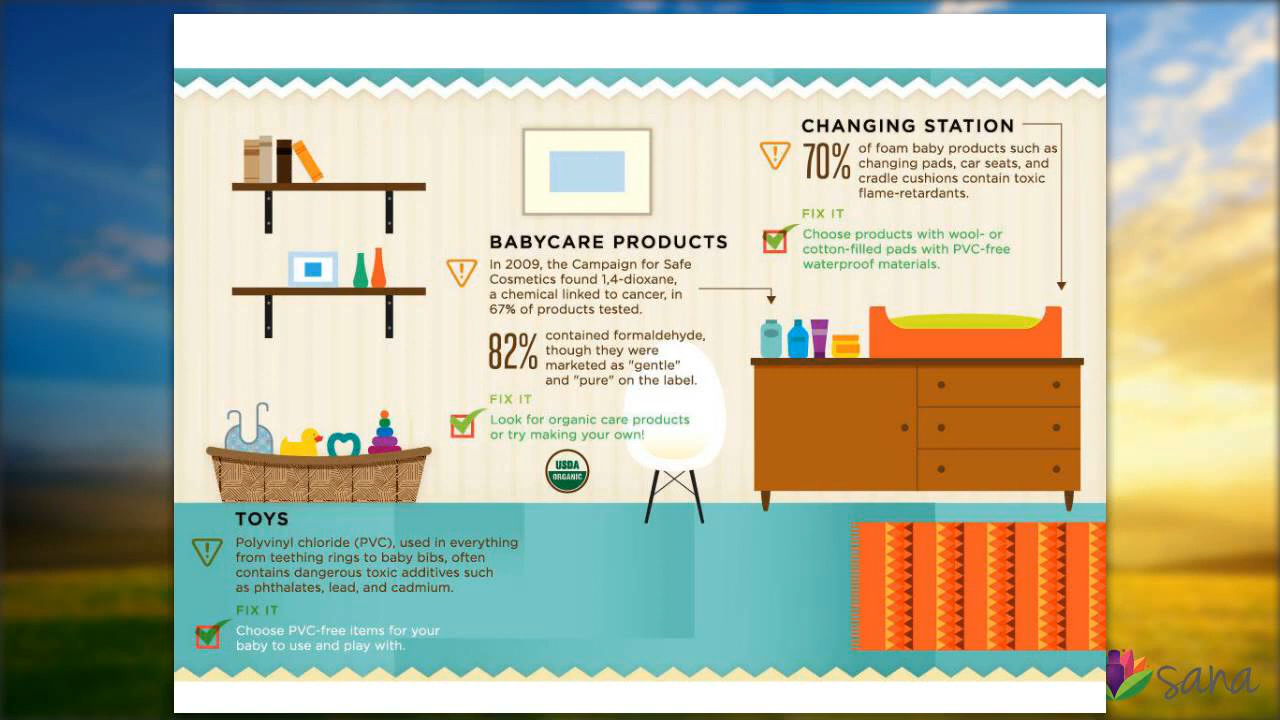 CHANGING STATION
70% of foam baby products such as
changing pads, car seats, and
cradle cushions contain toxic
flame-retardants.
FIX IT
Choose products with wool- or
cotton-filled pads with PVC-free
waterproof materials.
BABYCARE PRODUCTS
In 2009, the Campaign for Safe
Cosmetics found 1,4-dioxane,
a chemical linked to cancer, in
67% of products tested.
82% contained formaldehyde,
though they were
marketed as "gentle"
and "pure" on the label.
FIX IT
Look for organic care products
or try making your own!
USDA
ORGANIC
TOYS
Polyvinyl chloride (PVC), used in everything
from teething rings to baby bibs, often
contains dangerous toxic additives such
as phthalates, lead, and cadmium.
FIX IT
Choose PVC-free items for your
baby to use and play with.
sana